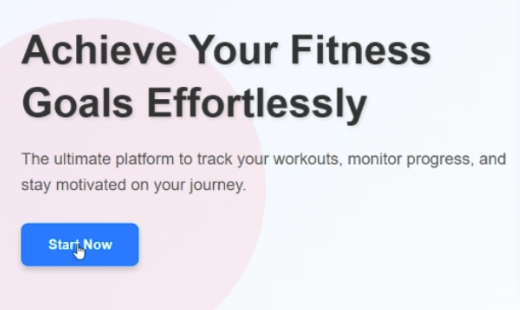 Achieve Your Fitness
Goals Effortlessly
The ultimate platform to track your workouts, monitor progress, and
stay motivated on your journey.
Start Now